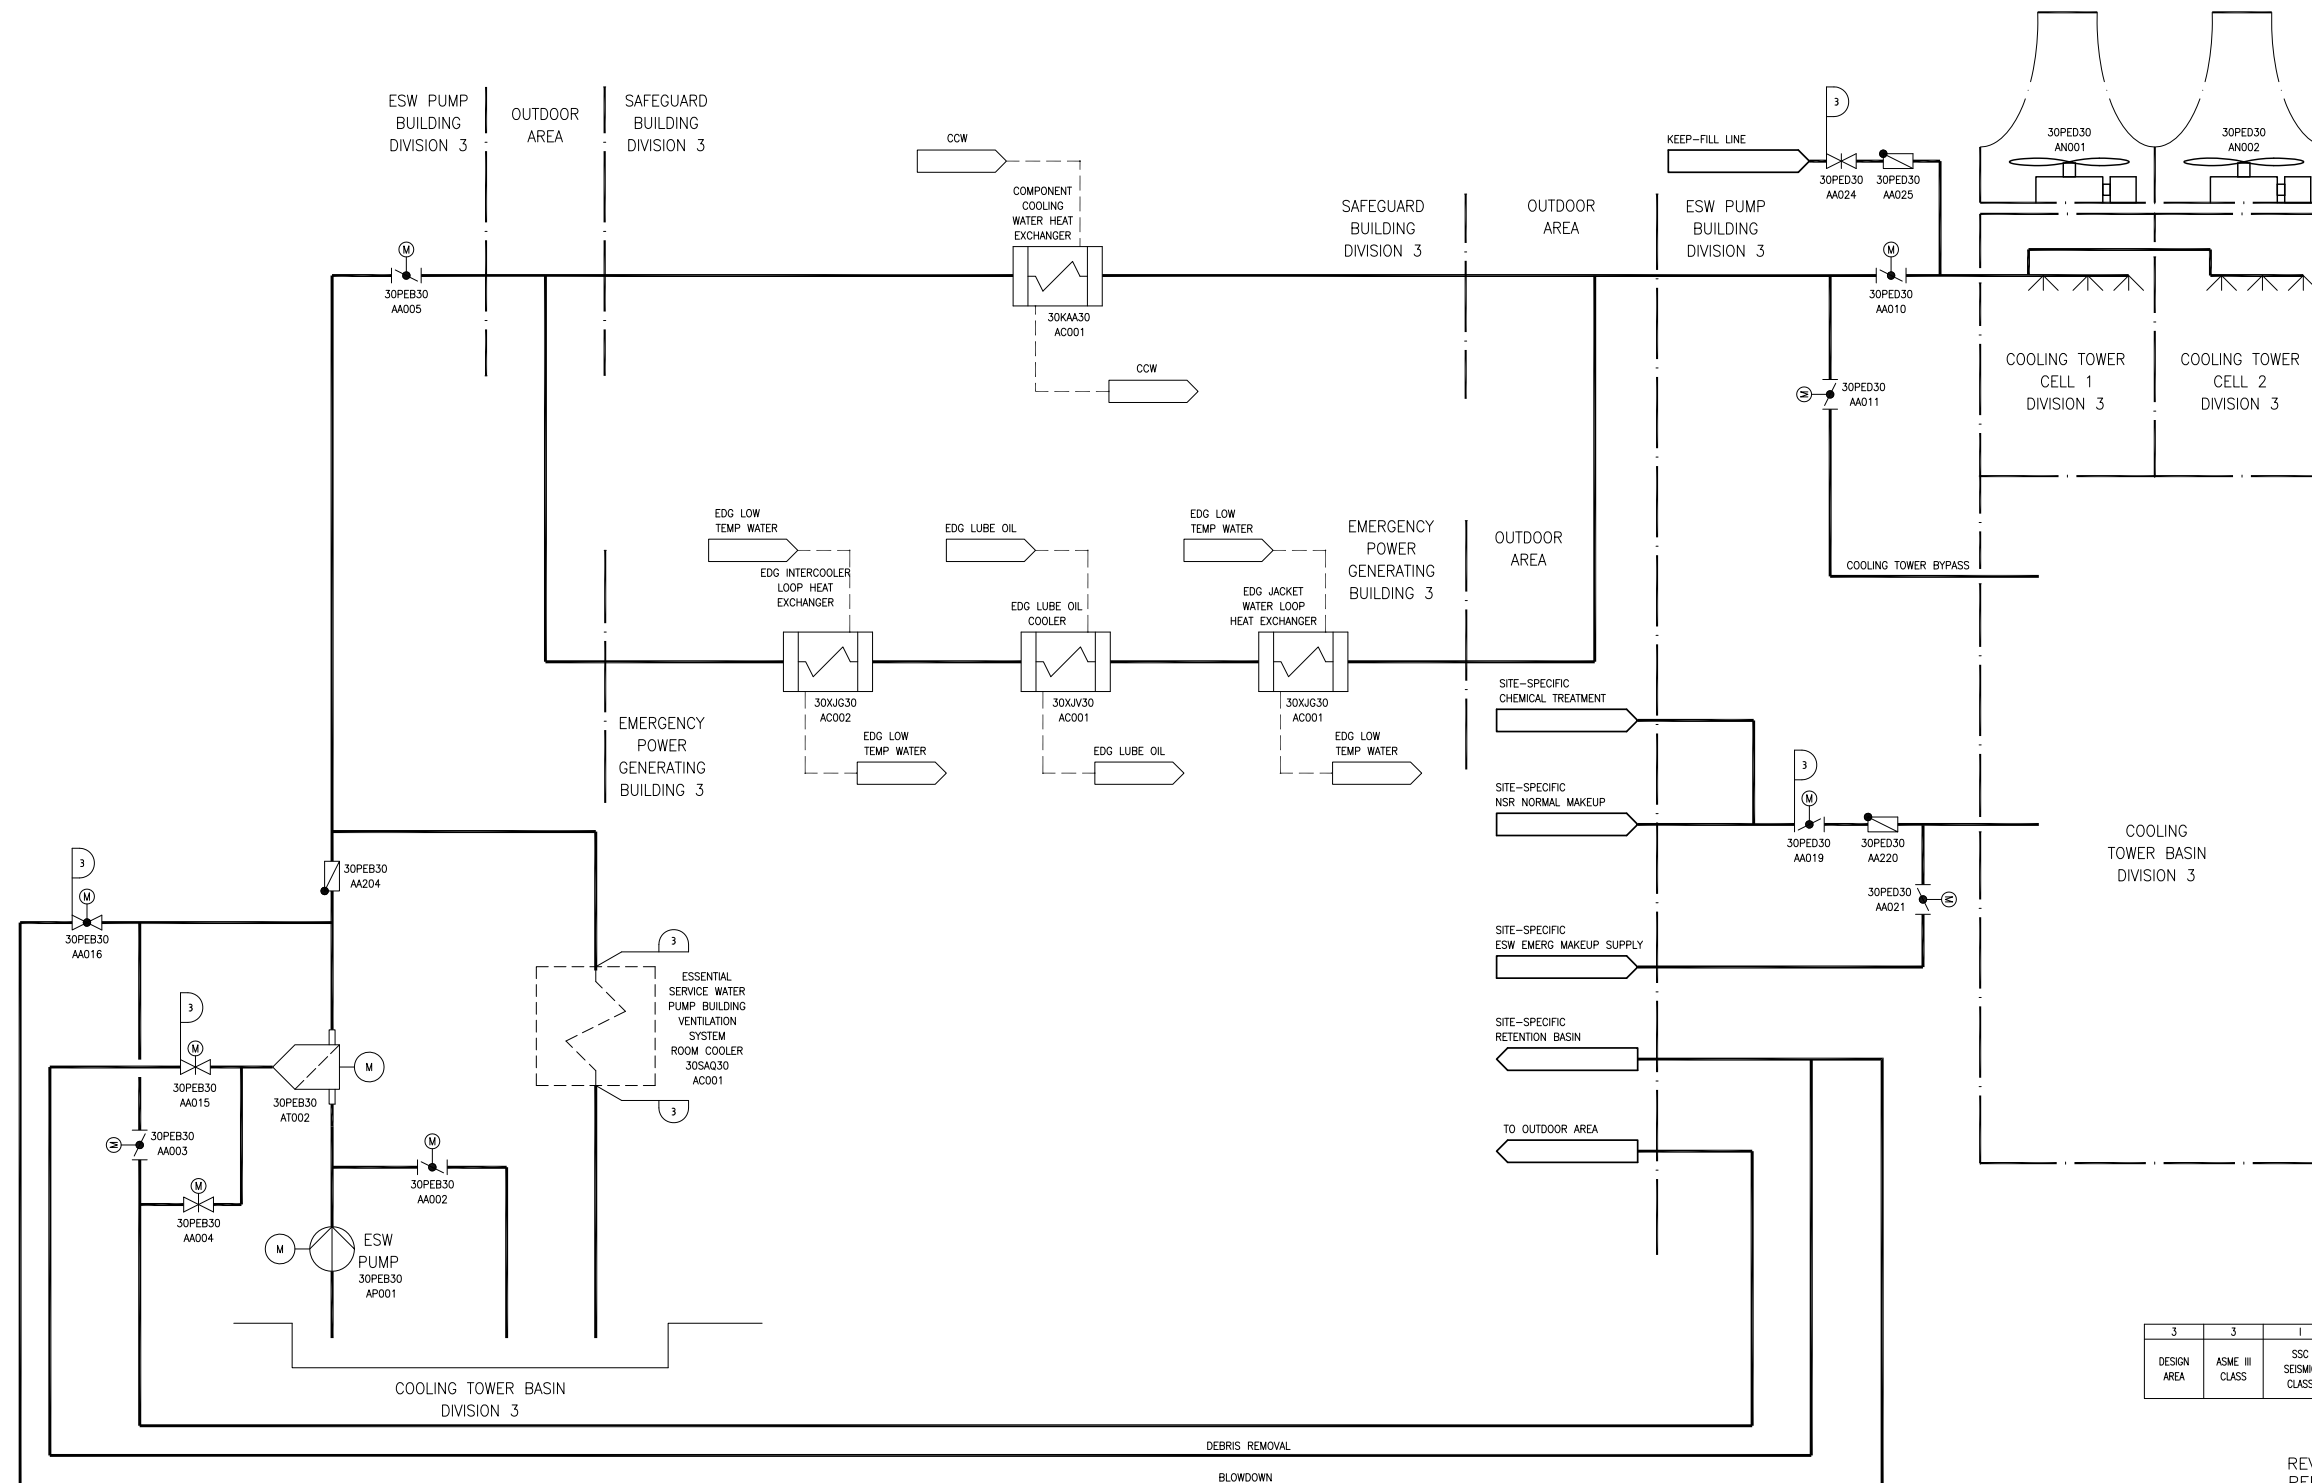 30PED30
AN001
30PED30
AN002
3
KEEP-FILL LINE
30PED30
AA024
30PED30
AA025
ESW PUMP
BUILDING
DIVISION 3
OUTDOOR
AREA
SAFEGUARD
BUILDING
DIVISION 3
CCW
COMPONENT
COOLING
WATER HEAT
EXCHANGER
SAFEGUARD
BUILDING
DIVISION 3
OUTDOOR
AREA
ESW PUMP
BUILDING
DIVISION 3
M
30PEB30
AA005
30KAA30
AC001
CCW
M
30PED30
AA010
M
30PED30
AA011
COOLING TOWER
CELL 1
DIVISION 3
COOLING TOWER
CELL 2
DIVISION 3
EDG LOW
TEMP WATER
EDG INTERCOOLER
LOOP HEAT
EXCHANGER
EDG LUBE OIL
EDG LUBE OIL
COOLER
EDG LOW
TEMP WATER
EDG JACKET
WATER LOOP
HEAT EXCHANGER
EMERGENCY
POWER
GENERATING
BUILDING 3
OUTDOOR
AREA
COOLING TOWER BYPASS
30XJG30
AC002
30XJV30
AC001
30XJG30
AC001
EDG LOW
TEMP WATER
EDG LUBE OIL
EDG LOW
TEMP WATER
EMERGENCY
POWER
GENERATING
BUILDING 3
SITE-SPECIFIC
CHEMICAL TREATMENT
SITE-SPECIFIC
NSR NORMAL MAKEUP
3
M
30PED30
AA019
30PED30
AA220
30PED30
AA021
M
COOLING
TOWER BASIN
DIVISION 3
SITE-SPECIFIC
ESW EMERG MAKEUP SUPPLY
SITE-SPECIFIC
RETENTION BASIN
TO OUTDOOR AREA
3
M
30PEB30
AA016
30PEB30
AA204
3
M
30PEB30
AA015
30PEB30
AT002
M
3
ESSENTIAL
SERVICE WATER
PUMP BUILDING
VENTILATION
SYSTEM
ROOM COOLER
30SAQ30
AC001
3
M
30PEB30
AA003
M
30PEB30
AA004
M
30PEB30
AA002
M
ESW
PUMP
30PEB30
AP001
COOLING TOWER BASIN
DIVISION 3
DEBRIS REMOVAL
BLOWDOWN
3 3 I
DESIGN
AREA
ASME III
CLASS
SSC